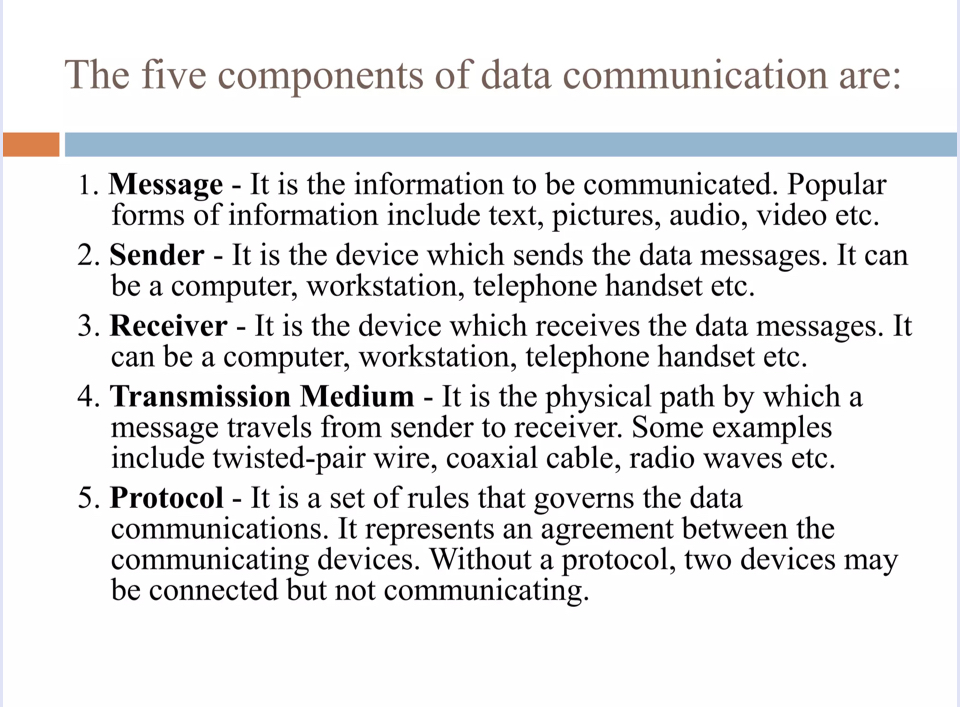 The five components of data communication are:
1. Message - It is the information to be communicated. Popular
forms of information include text, pictures, audio, video etc.
2. Sender - It is the device which sends the data messages. It can
be a computer, workstation, telephone handset etc.
3. Receiver - It is the device which receives the data messages. It
can be a computer, workstation, telephone handset etc.
4. Transmission Medium - It is the physical path by which a
message travels from sender to receiver. Some examples
include twisted-pair wire, coaxial cable, radio waves etc.
5. Protocol - It is a set of rules that governs the data
communications. It represents an agreement between the
communicating devices. Without a protocol, two devices may
be connected but not communicating.